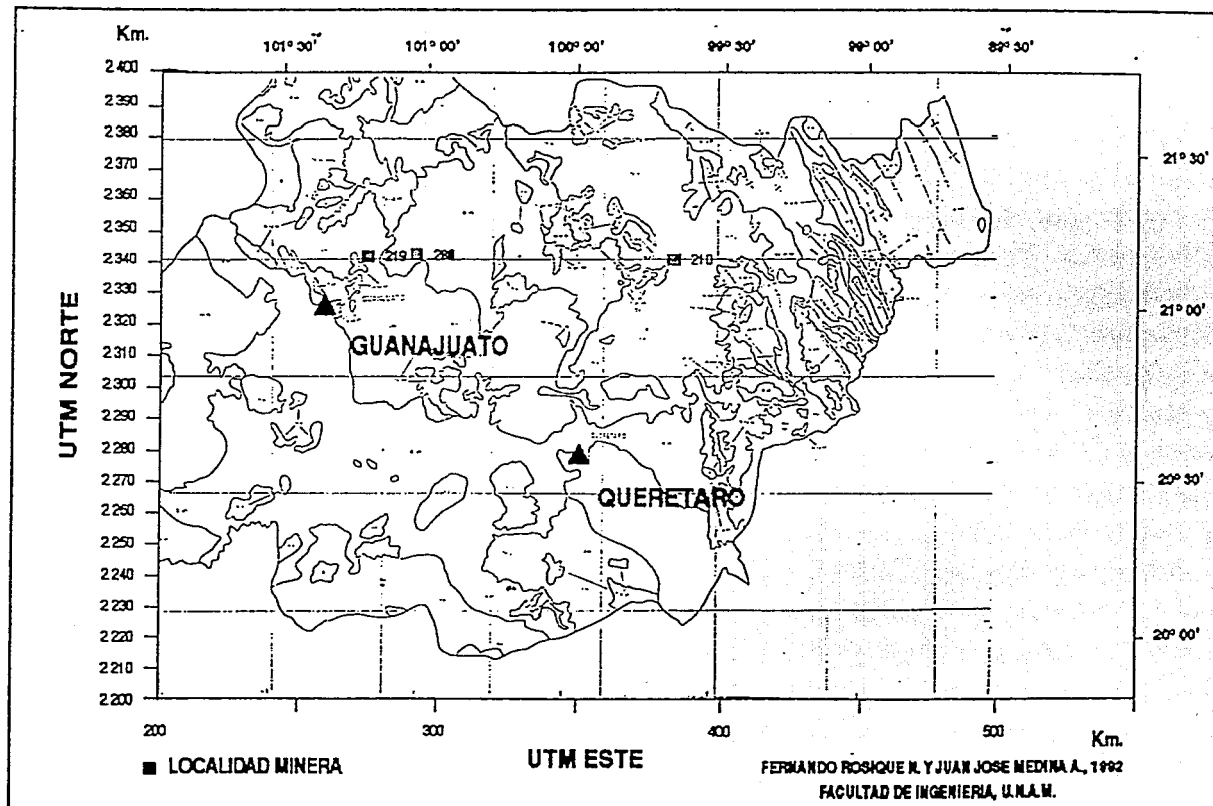 Km.
101° 30' 101° 00' 100° 00' 99° 30' 99° 00' 89° 30'
2.400
2.390
2.380
2.370
2.360
2.350
2.340
2.330
2.320
2.310
2.300
2.290
2.280
2.270
2.260
2.250
2.240
2.230
2.220
2.210
2.200
UTM NORTE
21° 30'
21° 00'
20° 30'
20° 00'
219
210
GUANAJUATO
QUERETARO
200 300 400 500
Km.
UTM ESTE
LOCALIDAD MINERA
FERNANDO ROSIQUE N. Y JUAN JOSE MEDINA A., 1992
FACULTAD DE INGENIERIA, U.N.A.M.